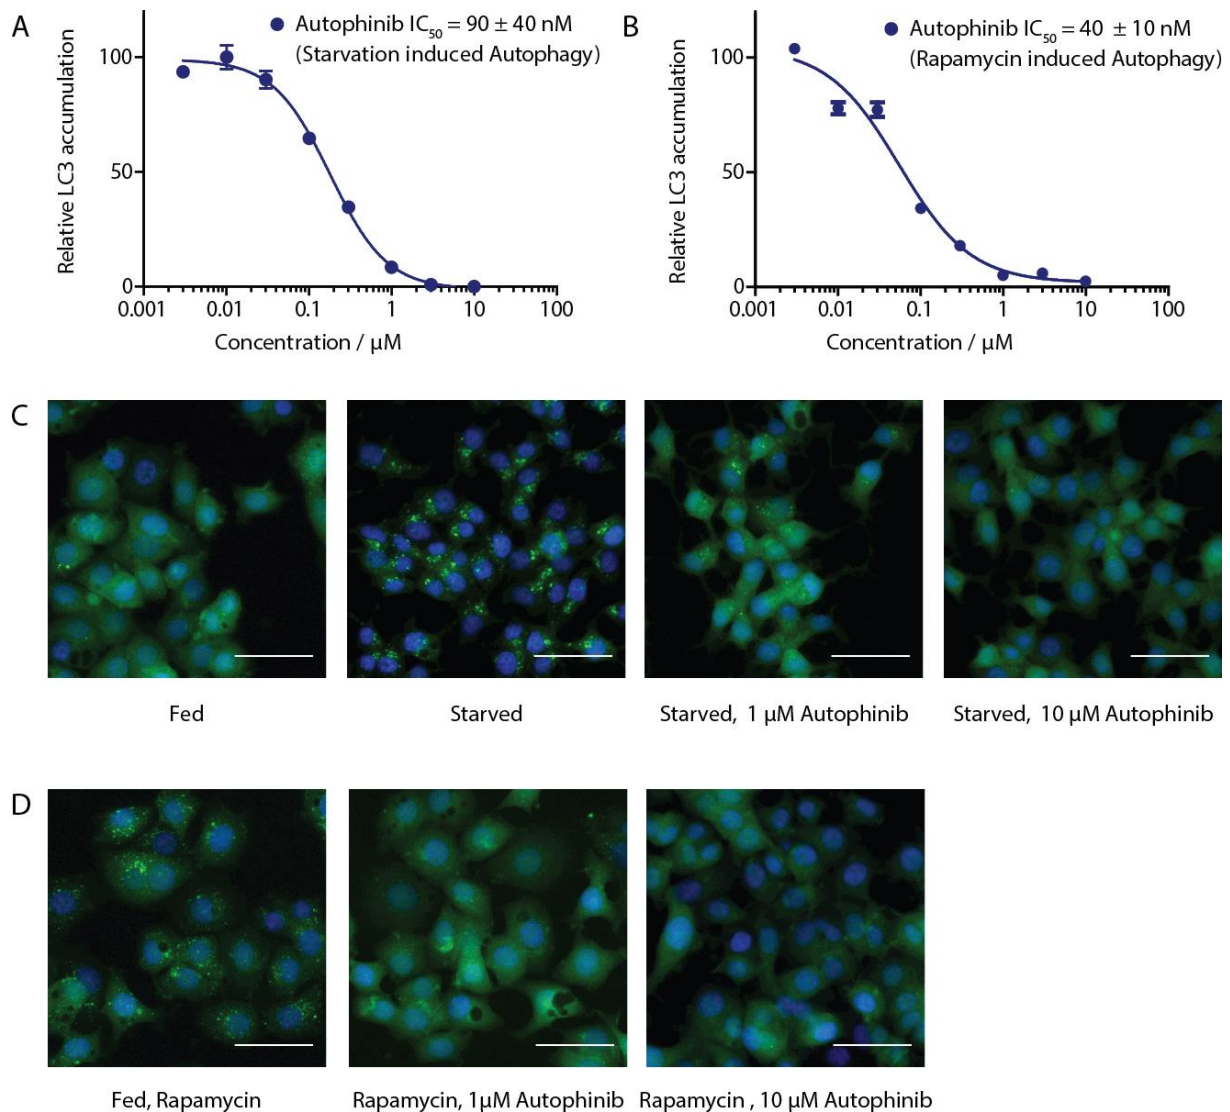 A
Autophinib IC50 = 90 ± 40 nM
(Starvation induced Autophagy)
Relative LC3 accumulation
100
50
0
0.001 0.01 0.1 1 10 100
Concentration / µM
B
Autophinib IC50 = 40 ± 10 nM
(Rapamycin induced Autophagy)
Relative LC3 accumulation
100
50
0
0.001 0.01 0.1 1 10 100
Concentration / µM
C
Fed
Starved
Starved, 1 µM Autophinib
Starved, 10 µM Autophinib
D
Fed, Rapamycin
Rapamycin, 1µM Autophinib
Rapamycin , 10 µM Autophinib